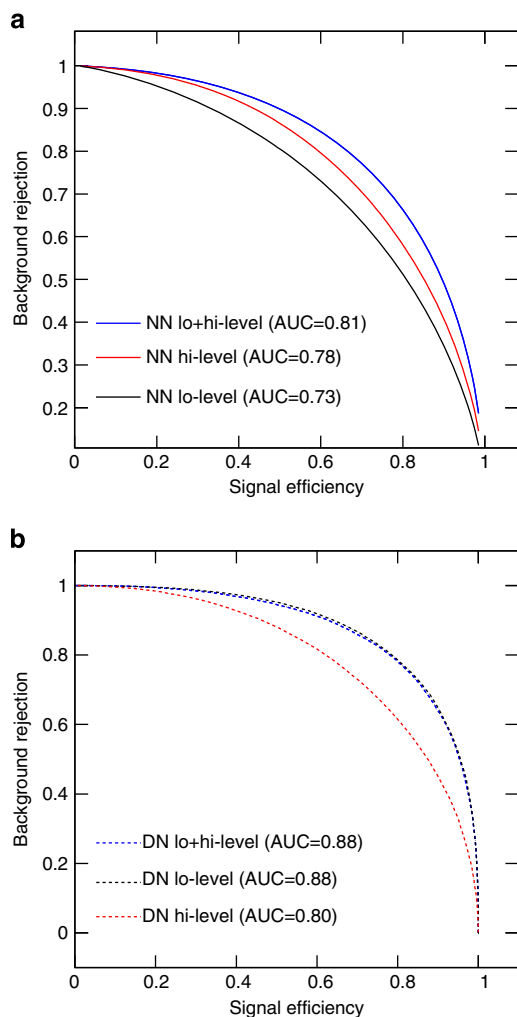 a
1
0.9
0.8
0.7
0.6
0.5
0.4
0.3
0.2
Background rejection
NN lo+hi-level (AUC=0.81)
NN hi-level (AUC=0.78)
NN lo-level (AUC=0.73)
0 0.2 0.4 0.6 0.8 1
Signal efficiency
b
1
0.8
0.6
0.4
0.2
0
Background rejection
DN lo+hi-level (AUC=0.88)
DN lo-level (AUC=0.88)
DN hi-level (AUC=0.80)
0 0.2 0.4 0.6 0.8 1
Signal efficiency